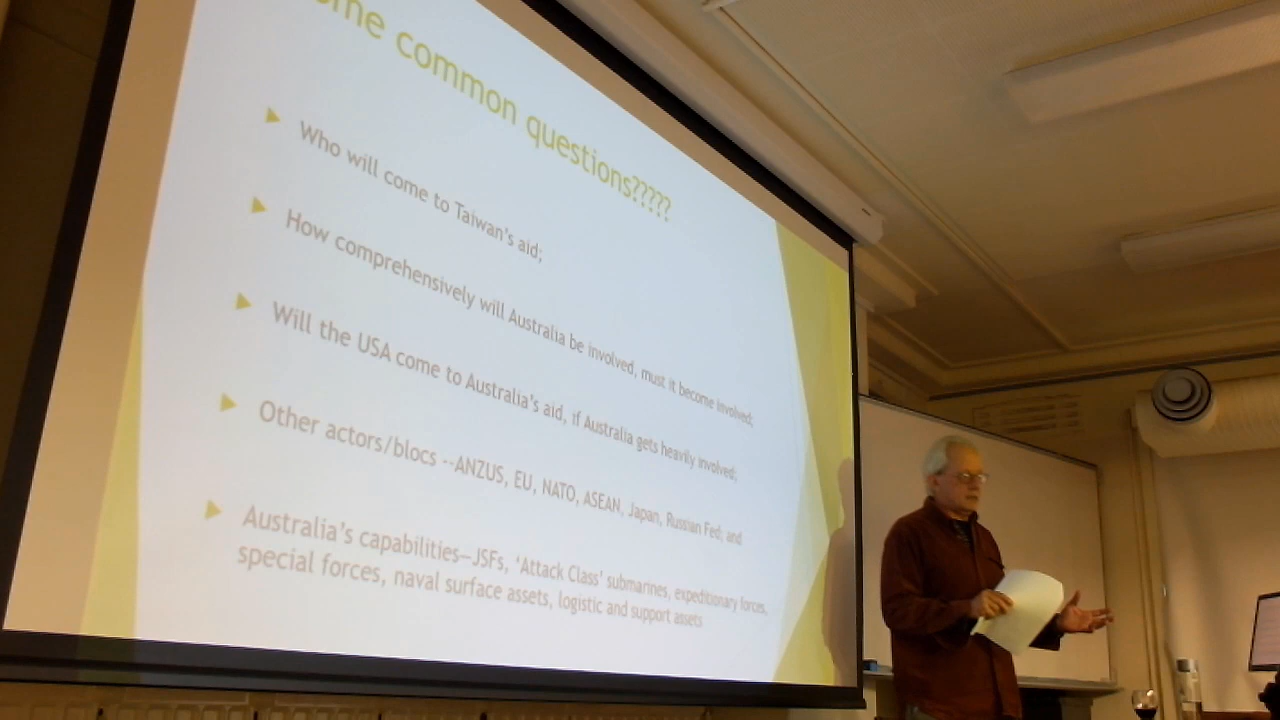 common questions?????
Who will come to Taiwan's aid;
How comprehensively will Australia be involved, must it become involved;
Will the USA come to Australia's aid, if Australia gets heavily involved;
Other actors/blocs --ANZUS, EU, NATO, ASEAN, Japan, Russian Fed; and
Australia's capabilities—JSFs, 'Attack Class' submarines, expeditionary forces,
special forces, naval surface assets, logistic and support assets